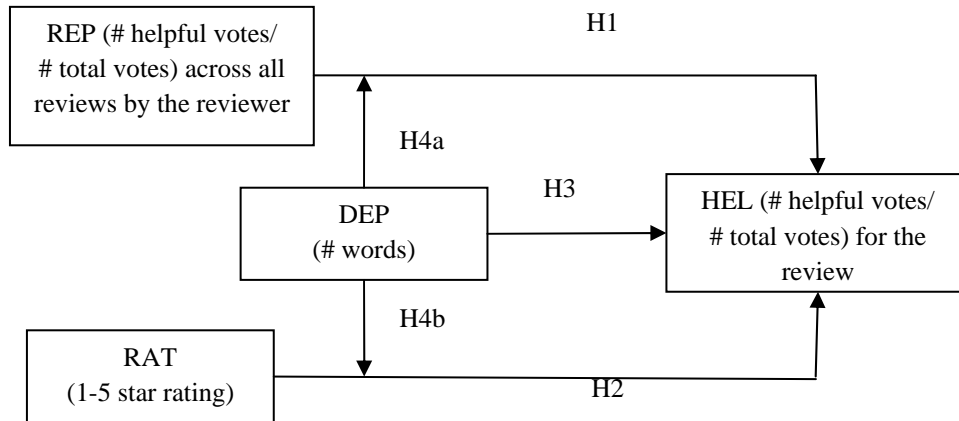 REP (# helpful votes/
# total votes) across all
reviews by the reviewer
H1
H4a
DEP
(# words)
H3
HEL (# helpful votes/
# total votes) for the
review
H4b
RAT
(1-5 star rating)
H2